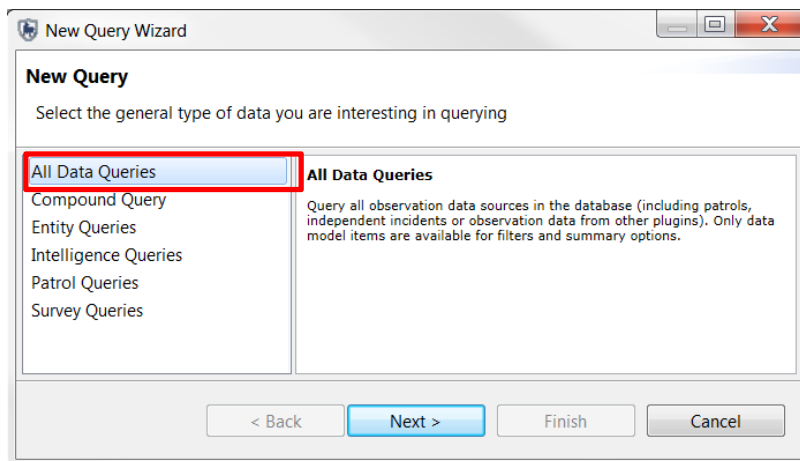 New Query Wizard
New Query
Select the general type of data you are interesting in querying
All Data Queries
Compound Query
Entity Queries
Intelligence Queries
Patrol Queries
Survey Queries
All Data Queries
Query all observation data sources in the database (including patrols,
independent incidents or observation data from other plugins). Only data
model items are available for filters and summary options.
< Back
Next >
Finish
Cancel